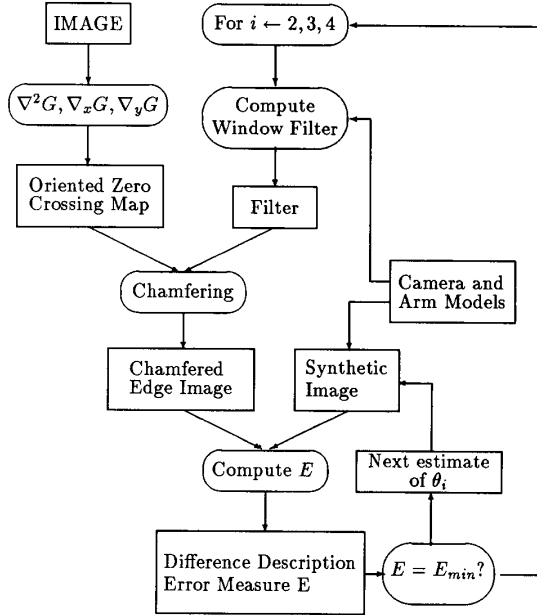 IMAGE
For i ← 2,3,4
∇²G, ∇ₓG, ∇ᵧG
Compute
Window Filter
Oriented Zero
Crossing Map
Filter
Chamfering
Camera and
Arm Models
Chamfered
Edge Image
Synthetic
Image
Compute E
Next estimate
of θᵢ
Difference Description
Error Measure E
E = Emin?